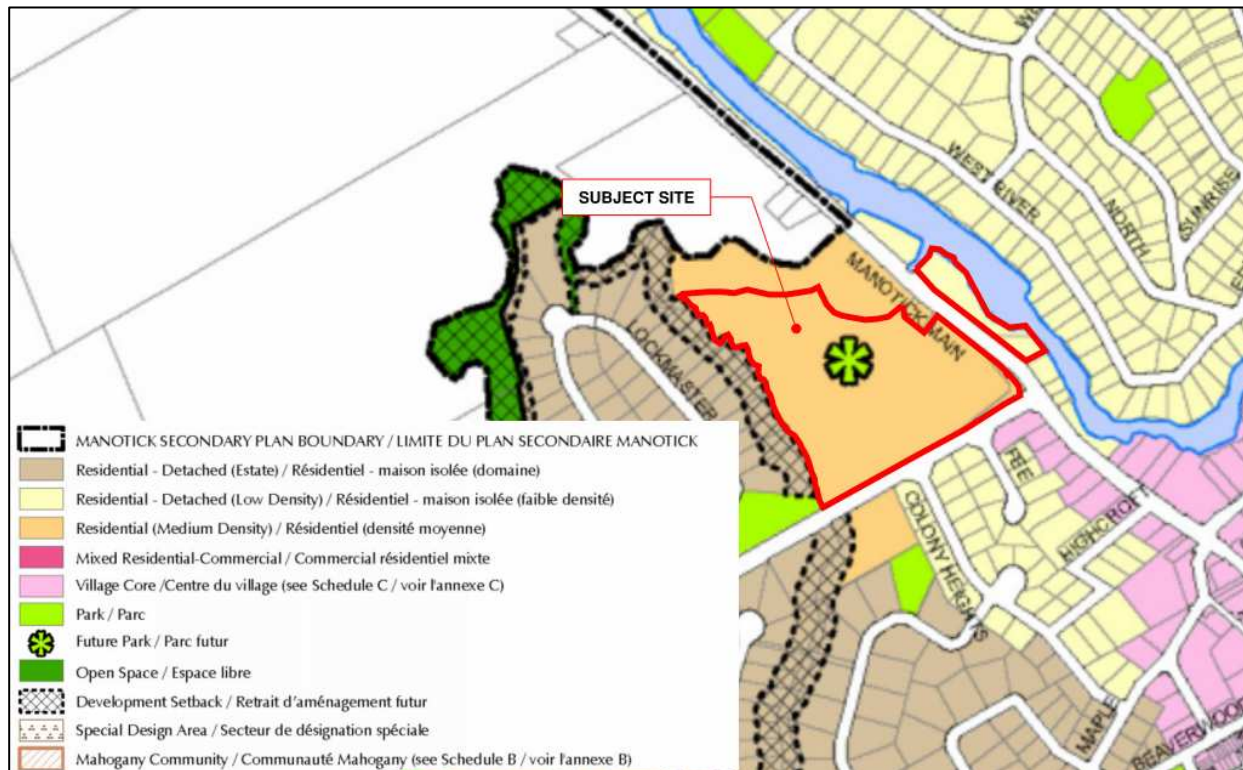 WEST RIVER
NORTH
SUNRISE
SUBJECT SITE
MANOTICK MAIN
LOCKMASTER
FEE
HIGHCROFT
COLONY HEIGHTS
MAPLE
BEAVERWOOD
MANOTICK SECONDARY PLAN BOUNDARY / LIMITE DU PLAN SECONDAIRE MANOTICK
Residential - Detached (Estate) / Résidentiel - maison isolée (domaine)
Residential - Detached (Low Density) / Résidentiel - maison isolée (faible densité)
Residential (Medium Density) / Résidentiel (densité moyenne)
Mixed Residential-Commercial / Commercial résidentiel mixte
Village Core /Centre du village (see Schedule C / voir l'annexe C)
Park / Parc
Future Park / Parc futur
Open Space / Espace libre
Development Setback / Retrait d'aménagement futur
Special Design Area / Secteur de désignation spéciale
Mahogany Community / Communauté Mahogany (see Schedule B / voir l'annexe B)